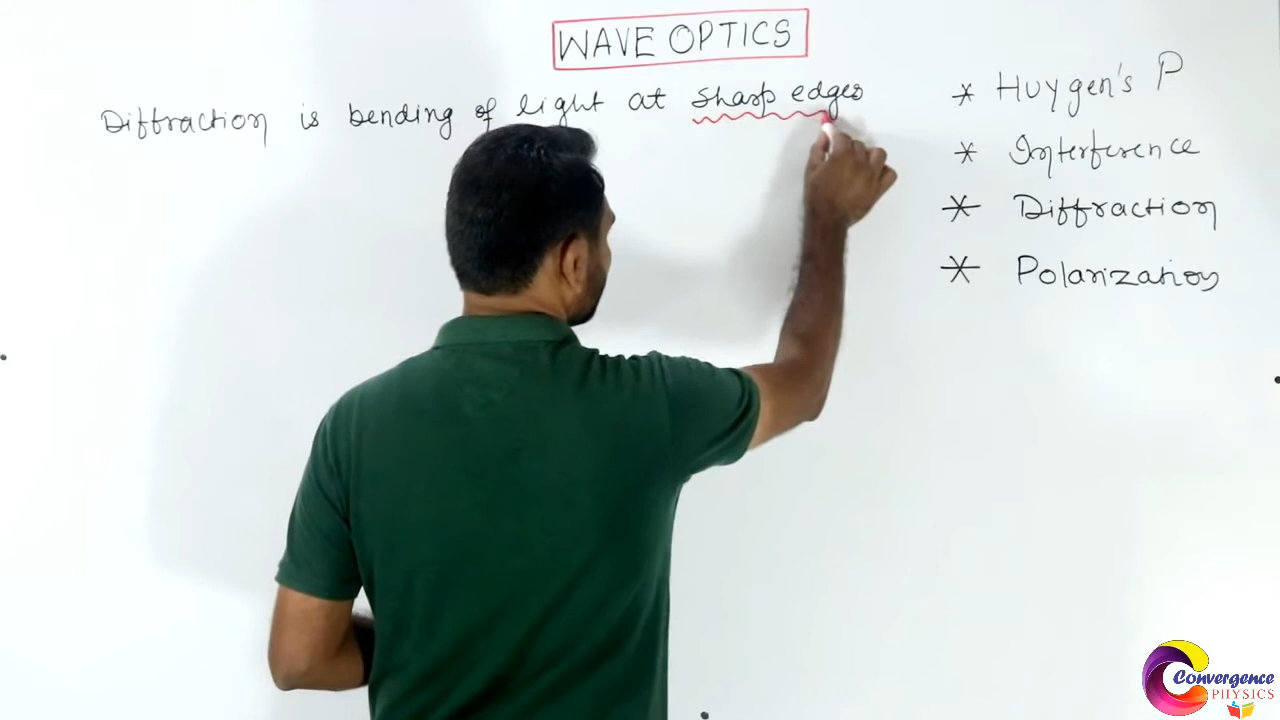 WAVE OPTICS
Diffraction is bending of light at sharp edges
* Huygen's P
* Interference
* Diffraction
* Polarization
Convergence
PHYSICS